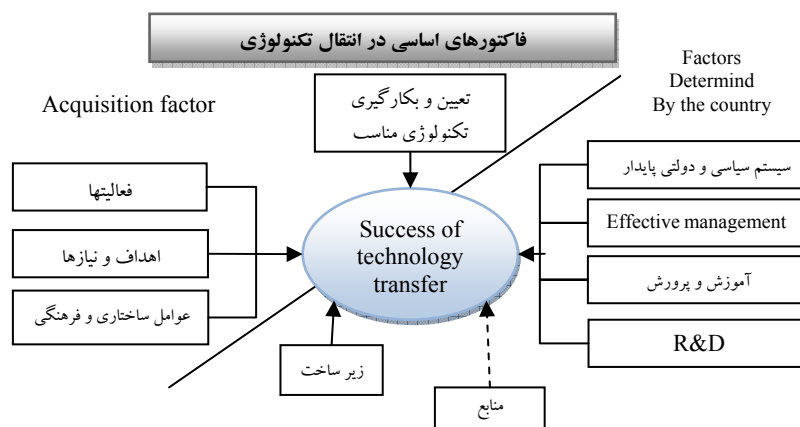 فاکتورهای اساسی در انتقال تکنولوژی
Factors
Determind
By the country
Acquisition factor
تعیین و بکارگیری
تکنولوژی مناسب
سیستم سیاسی و دولتی پایدار
فعالیتها
Effective management
Success of
technology
transfer
اهداف و نیازها
آموزش و پرورش
عوامل ساختاری و فرهنگی
R&D
زیر ساخت
منابع